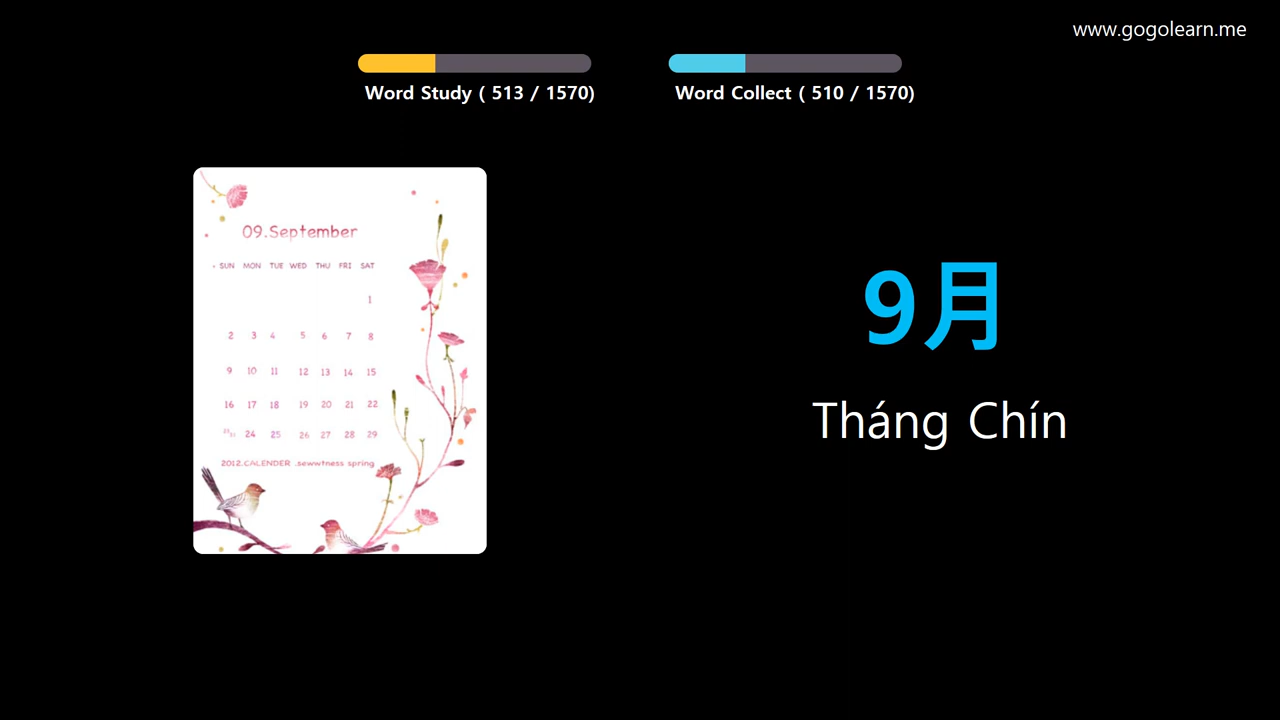 www.gogolearn.me
Word Study ( 513 / 1570)
Word Collect ( 510 / 1570)
09.September
SUN MON TUE WED THU FRI SAT
1
2 3 4 5 6 7 8
9 10 11 12 13 14 15
16 17 18 19 20 21 22
24 25 26 27 28 29
2012.CALENDER .sewwtness spring
9月
Tháng Chín